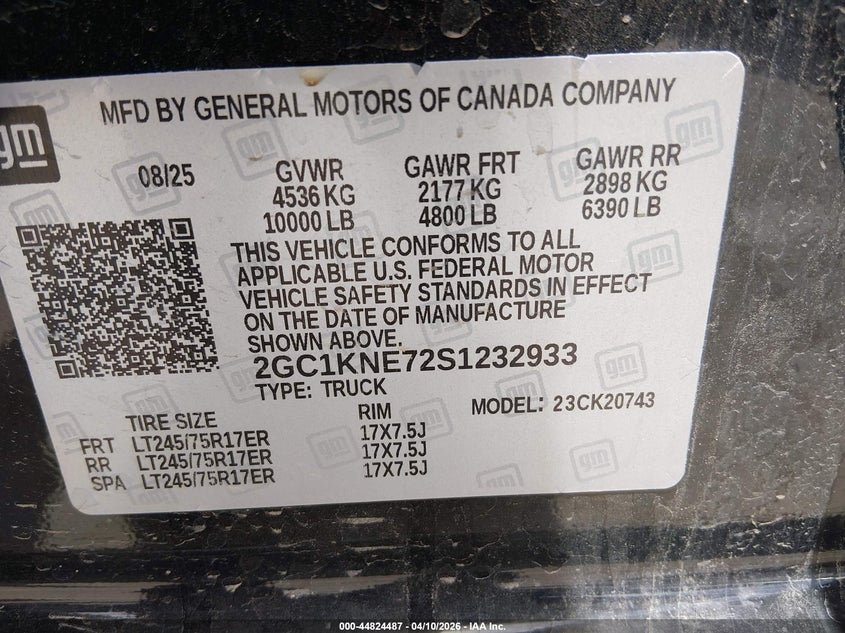 gm
MFD BY GENERAL MOTORS OF CANADA COMPANY
08/25 GVWR GAWR FRT GAWR RR
4536 KG 2177 KG 2898 KG
10000 LB 4800 LB 6390 LB
THIS VEHICLE CONFORMS TO ALL
APPLICABLE U.S. FEDERAL MOTOR
VEHICLE SAFETY STANDARDS IN EFFECT
ON THE DATE OF MANUFACTURE
SHOWN ABOVE.
2GC1KNE72S1232933
TYPE: TRUCK
TIRE SIZE RIM MODEL: 23CK20743
FRT LT245/75R17ER 17X7.5J
RR LT245/75R17ER 17X7.5J
SPA LT245/75R17ER 17X7.5J
000-44824487 - 04/10/2026 - IAA Inc.